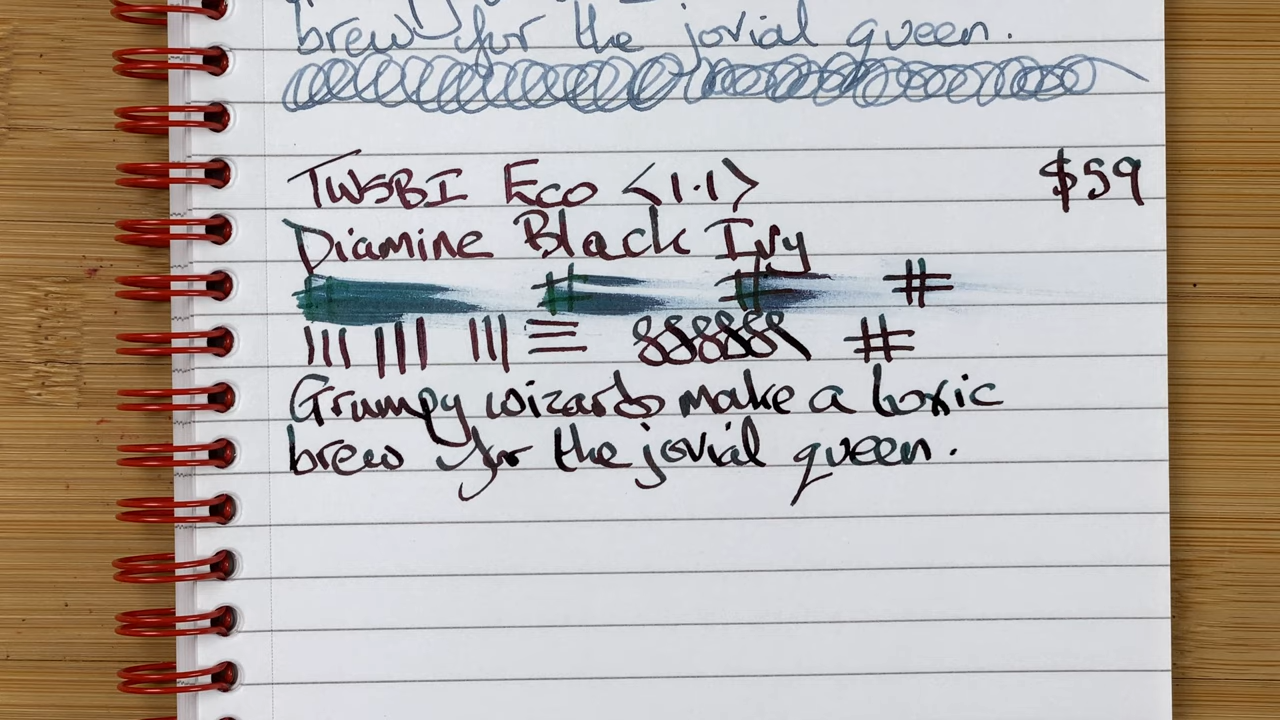 brew for the jovial queen.
TWSBI Eco <1.1> $59
Diamine Black Ivy
# # #
#
Grumpy wizards make a toxic
brew for the jovial queen.